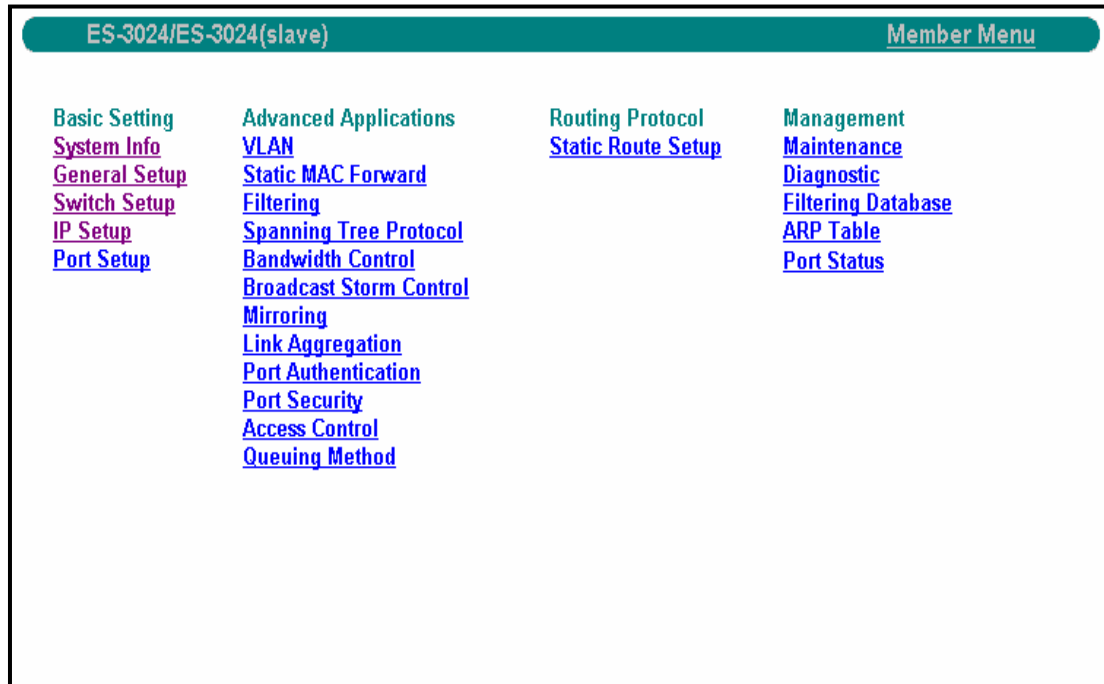 ES-3024/ES-3024(slave)
Member Menu
Basic Setting
System Info
General Setup
Switch Setup
IP Setup
Port Setup
Advanced Applications
VLAN
Static MAC Forward
Filtering
Spanning Tree Protocol
Bandwidth Control
Broadcast Storm Control
Mirroring
Link Aggregation
Port Authentication
Port Security
Access Control
Queuing Method
Routing Protocol
Static Route Setup
Management
Maintenance
Diagnostic
Filtering Database
ARP Table
Port Status